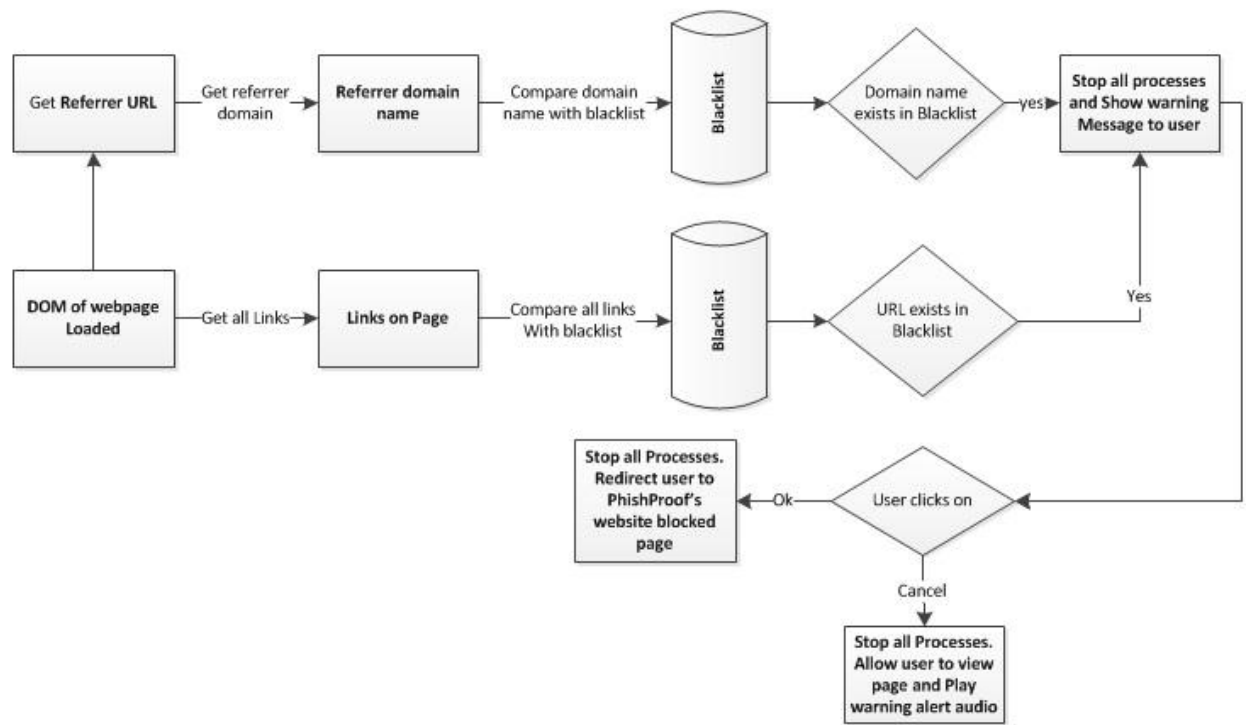 Get Referrer URL
Get referrer
domain
Referrer domain
name
Compare domain
name with blacklist
Blacklist
Domain name
exists in Blacklist
yes
Stop all processes
and Show warning
Message to user
DOM of webpage
Loaded
Get all Links
Links on Page
Compare all links
With blacklist
Blacklist
URL exists in
Blacklist
Yes
Stop all Processes.
Redirect user to
PhishProof's
website blocked
page
Ok
User clicks on
Cancel
Stop all Processes.
Allow user to view
page and Play
warning alert audio